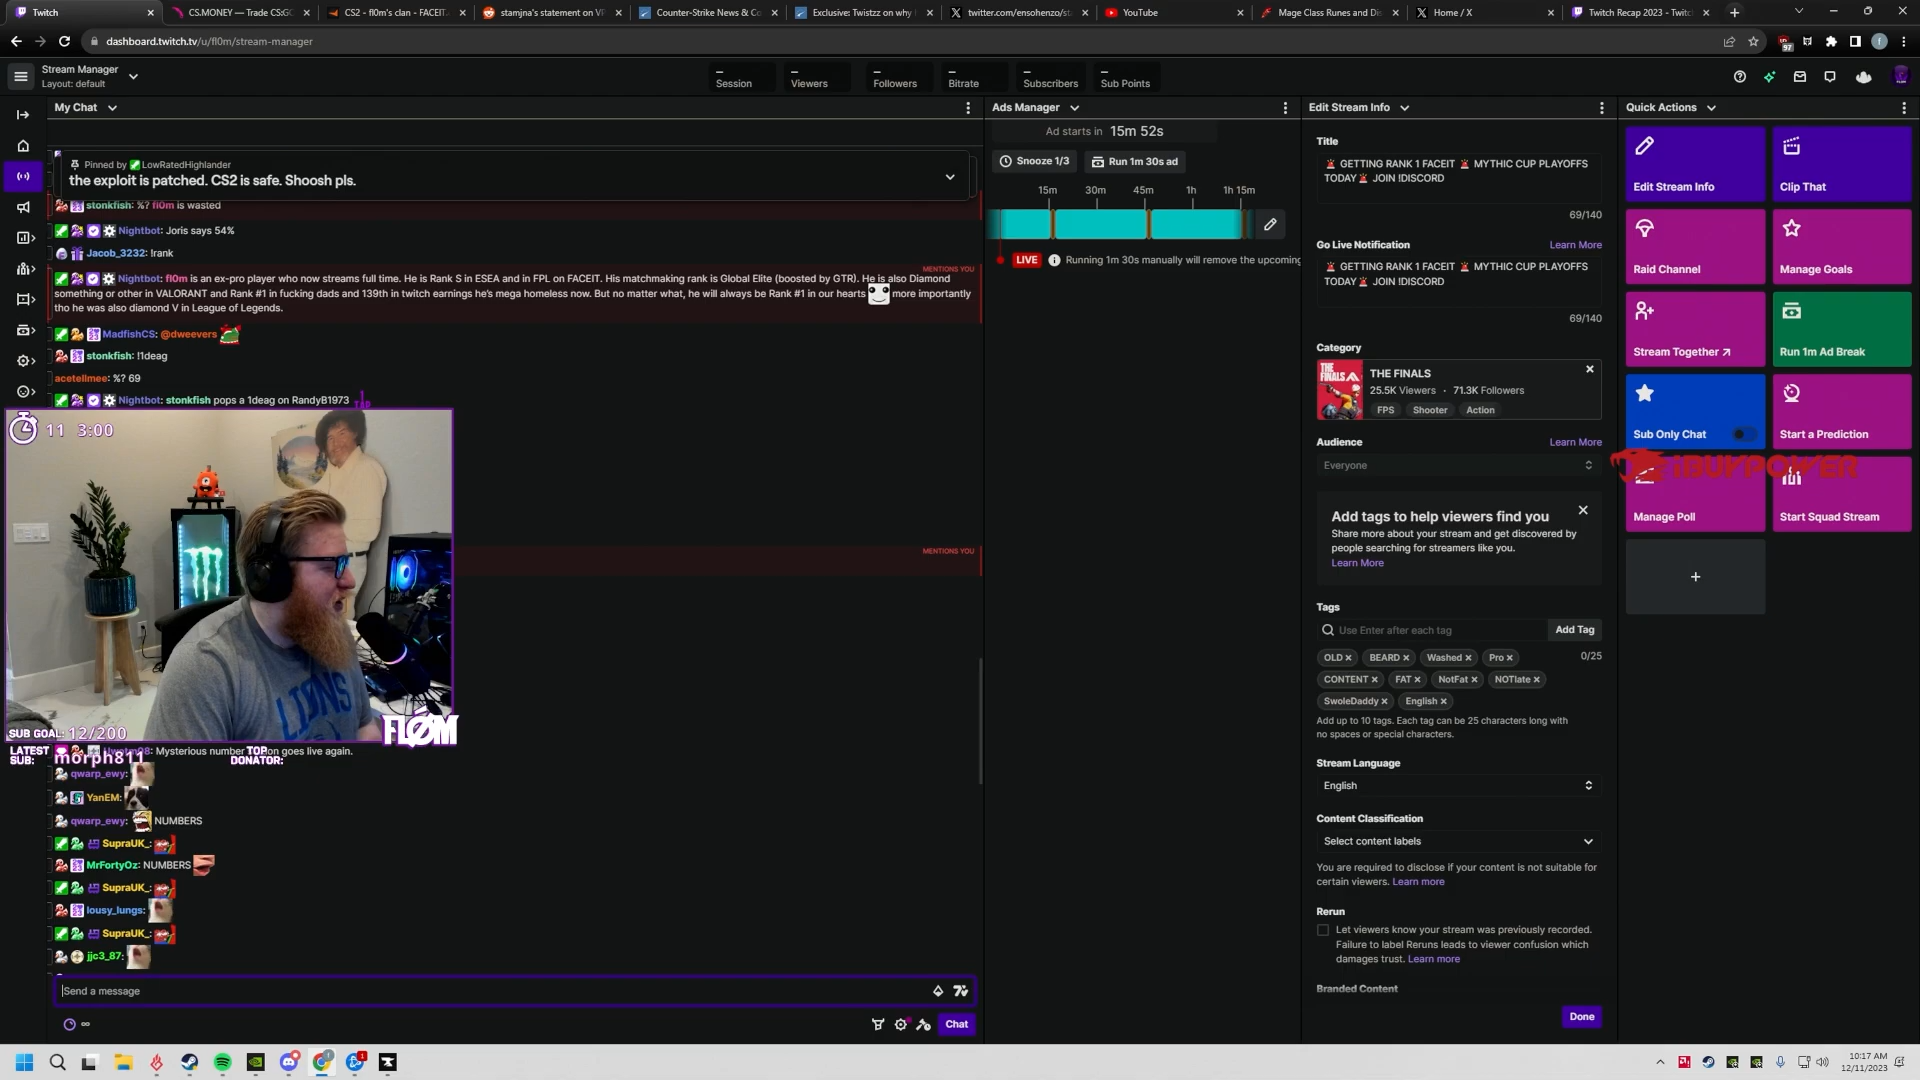 Twitch
CS.MONEY — Trade CS:GO
CS2 - fl0m's clan - FACEIT.
stamjna's statement on VP
Counter-Strike News & Co
Exclusive: Twistzz on why
twitter.com/ensohenzo/st
YouTube
Mage Class Runes and Dis
Home / X
Twitch Recap 2023 - Twitc
dashboard.twitch.tv/u/fl0m/stream-manager
97
Stream Manager
Layout: default
Session
Viewers
Followers
Bitrate
Subscribers
Sub Points
My Chat
Pinned by LowRatedHighlander
the exploit is patched. CS2 is safe. Shoosh pls.
stonkfish: %? fl0m is wasted
Nightbot: Joris says 54%
Jacob_3232: !rank
MENTIONS YOU
Nightbot: fl0m is an ex-pro player who now streams full time. He is Rank S in ESEA and in FPL on FACEIT. His matchmaking rank is Global Elite (boosted by GTR). He is also Diamond
something or other in VALORANT and Rank #1 in fucking dads and 139th in twitch earnings he's mega homeless now. But no matter what, he will always be Rank #1 in our hearts more importantly
tho he was also diamond V in League of Legends.
MadfishCS: @dweevers
stonkfish: !1deag
acetellmee: %? 69
Nightbot: stonkfish pops a 1deag on RandyB1973
11 3:00
MENTIONS YOU
LIONS
SUB GOAL: 12/200
FLØM
LATEST SUB: morph811
TOP DONATOR:
Mysterious number
goes live again.
qwarp_ewy:
YanEM:
qwarp_ewy: NUMBERS
SupraUK_:
MrFortyOz: NUMBERS
SupraUK_:
lousy_lungs:
SupraUK_:
jjc3_87:
Send a message
Chat
Ads Manager
Ad starts in 15m 52s
Snooze 1/3
Run 1m 30s ad
15m 30m 45m 1h 1h 15m
LIVE
Running 1m 30s manually will remove the upcoming
Edit Stream Info
Title
GETTING RANK 1 FACEIT MYTHIC CUP PLAYOFFS
TODAY JOIN !DISCORD
69/140
Go Live Notification
Learn More
GETTING RANK 1 FACEIT MYTHIC CUP PLAYOFFS
TODAY JOIN !DISCORD
69/140
Category
THE FINALS
THE FINALS
25.5K Viewers · 71.3K Followers
FPS
Shooter
Action
Audience
Learn More
Everyone
Add tags to help viewers find you
Share more about your stream and get discovered by
people searching for streamers like you.
Learn More
Tags
Use Enter after each tag
Add Tag
0/25
OLD
BEARD
Washed
Pro
CONTENT
FAT
NotFat
NOTlate
SwoleDaddy
English
Add up to 10 tags. Each tag can be 25 characters long with
no spaces or special characters.
Stream Language
English
Content Classification
Select content labels
You are required to disclose if your content is not suitable for
certain viewers. Learn more
Rerun
Let viewers know your stream was previously recorded.
Failure to label Reruns leads to viewer confusion which
damages trust. Learn more
Branded Content
Done
Quick Actions
Edit Stream Info
Clip That
Raid Channel
Manage Goals
Stream Together
Run 1m Ad Break
Sub Only Chat
Start a Prediction
iBUYPOWER
Manage Poll
Start Squad Stream
10:17 AM
12/11/2023